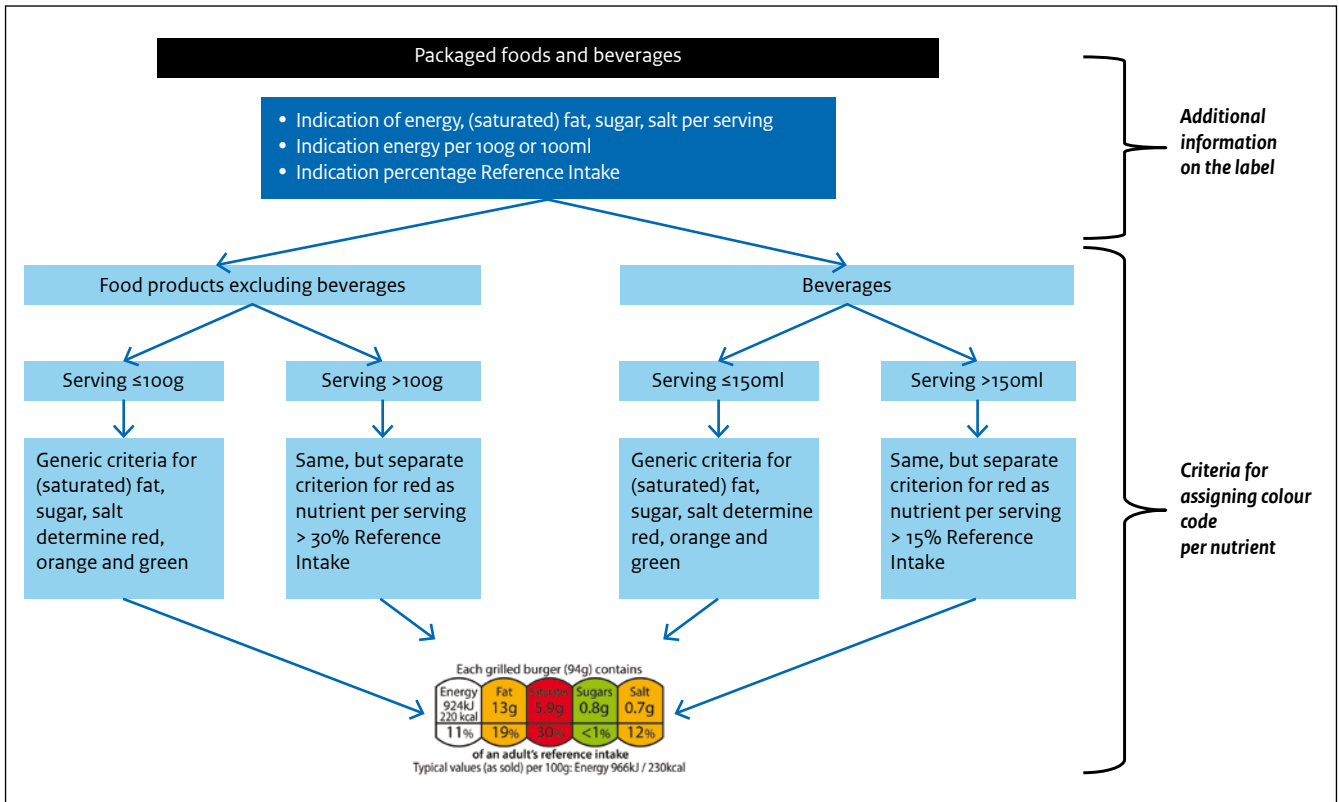 Packaged foods and beverages
• Indication of energy, (saturated) fat, sugar, salt per serving
• Indication energy per 100g or 100ml
• Indication percentage Reference Intake
Additional
information
on the label
Food products excluding beverages
Beverages
Serving ≤100g
Serving >100g
Serving ≤150ml
Serving >150ml
Generic criteria for
(saturated) fat,
sugar, salt
determine red,
orange and green
Same, but separate
criterion for red as
nutrient per serving
> 30% Reference
Intake
Generic criteria for
(saturated) fat,
sugar, salt determine
red, orange and
green
Same, but separate
criterion for red as
nutrient per serving
> 15% Reference
Intake
Criteria for
assigning colour
code
per nutrient
Each grilled burger (94g) contains
Energy
924kJ
220 kcal
11%
Fat
13g
19%
5.9g
30%
Sugars
0.8g
<1%
Salt
0.7g
12%
of an adult's reference intake
Typical values (as sold) per 100g: Energy 966kJ / 230kcal